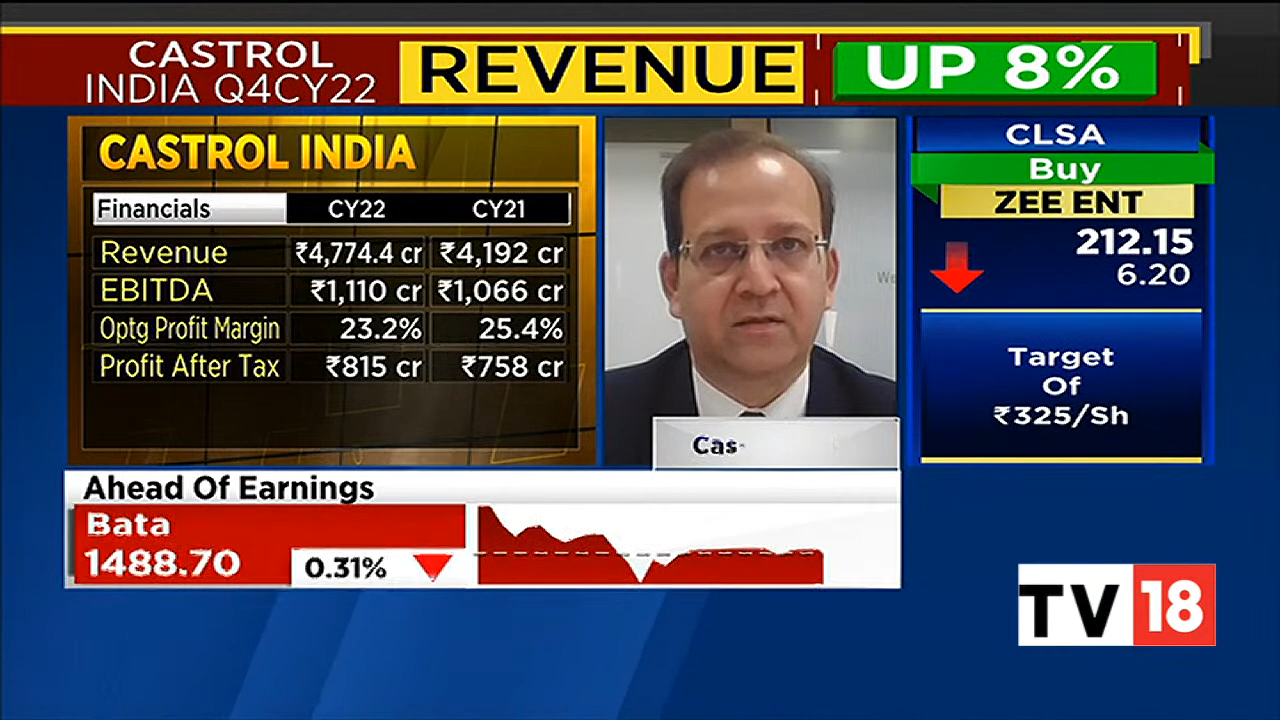 CASTROL
INDIA Q4CY22
REVENUE
UP 8%
CASTROL INDIA
Financials CY22 CY21
Revenue ₹4,774.4 cr ₹4,192 cr
EBITDA ₹1,110 cr ₹1,066 cr
Optg Profit Margin 23.2% 25.4%
Profit After Tax ₹815 cr ₹758 cr
Cas
CLSA
Buy
ZEE ENT
212.15
6.20
Target
Of
₹325/Sh
Ahead Of Earnings
Bata
1488.70
0.31%
TV 18